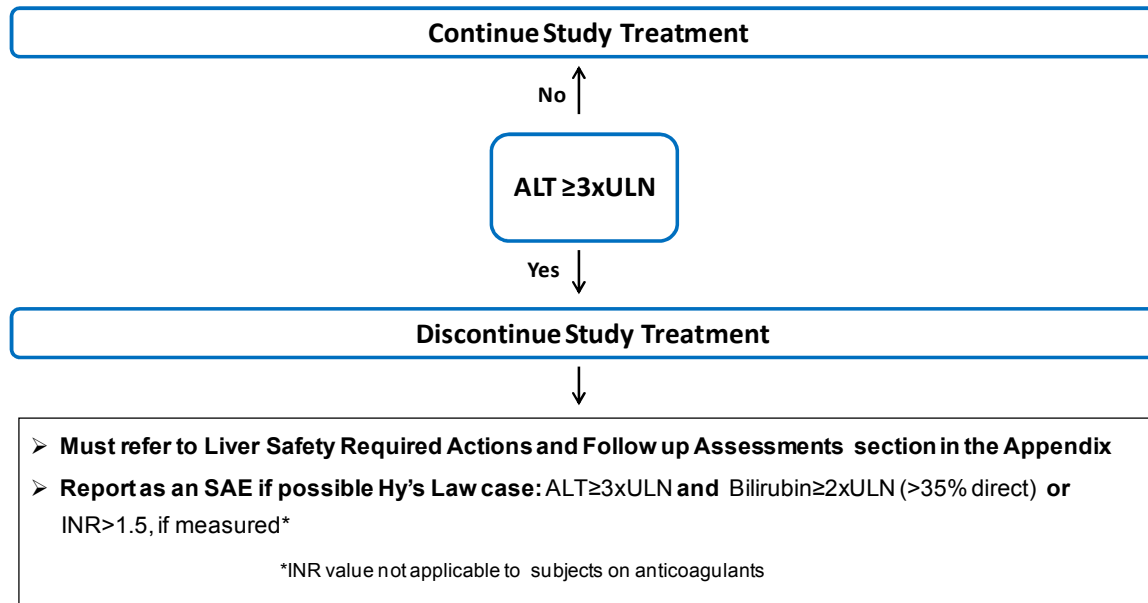 Continue Study Treatment
No
ALT ≥3xULN
Yes
Discontinue Study Treatment
➢ Must refer to Liver Safety Required Actions and Follow up Assessments section in the Appendix
➢ Report as an SAE if possible Hy's Law case: ALT≥3xULN and Bilirubin≥2xULN (>35% direct) or
INR>1.5, if measured*
*INR value not applicable to subjects on anticoagulants